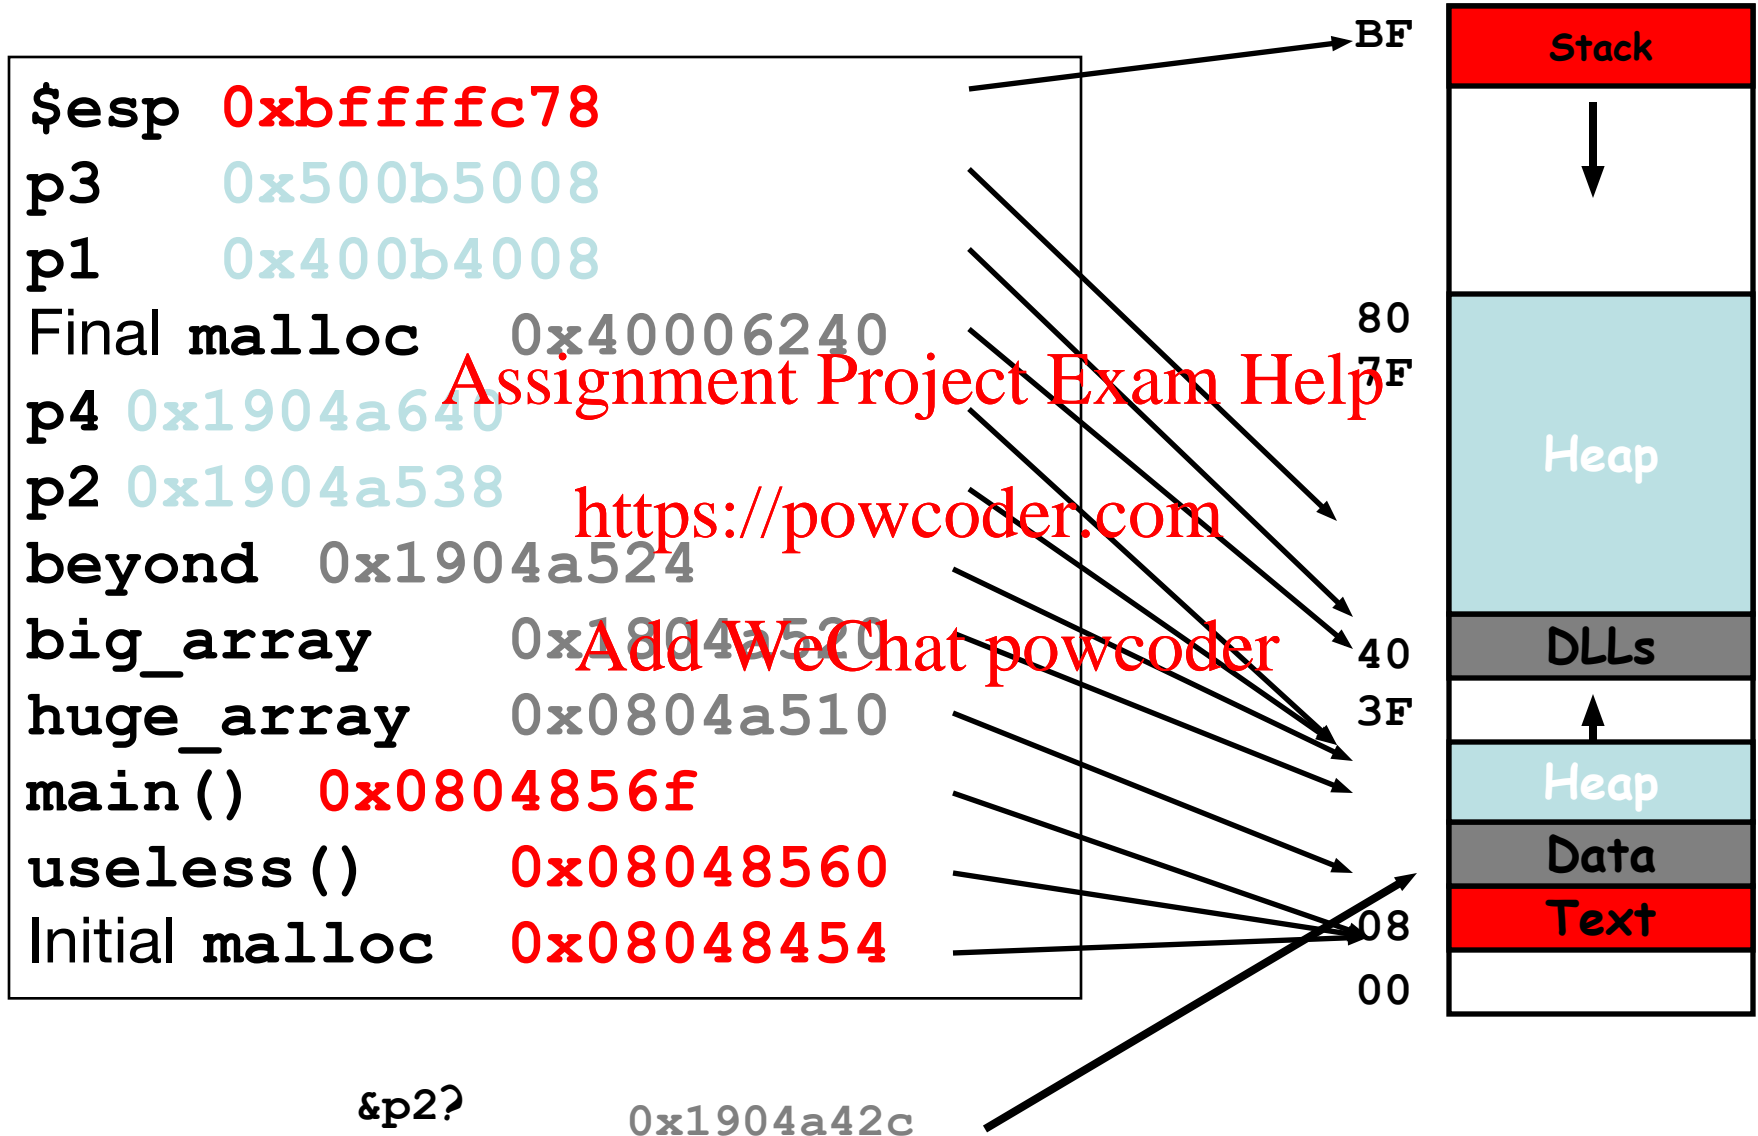 $esp 0xbffffc78
p3 0x500b5008
p1 0x400b4008
Final malloc 0x40006240
p4 0x1904a640
p2 0x1904a538
beyond 0x1904a524
big_array 0x1804a520
huge_array 0x0804a510
main() 0x0804856f
useless() 0x08048560
Initial malloc 0x08048454
Assignment Project Exam Help
https://powcoder.com
Add WeChat powcoder
&p2? 0x1904a42c
BF
80
7F
40
3F
08
00
Stack
Heap
DLLs
Heap
Data
Text